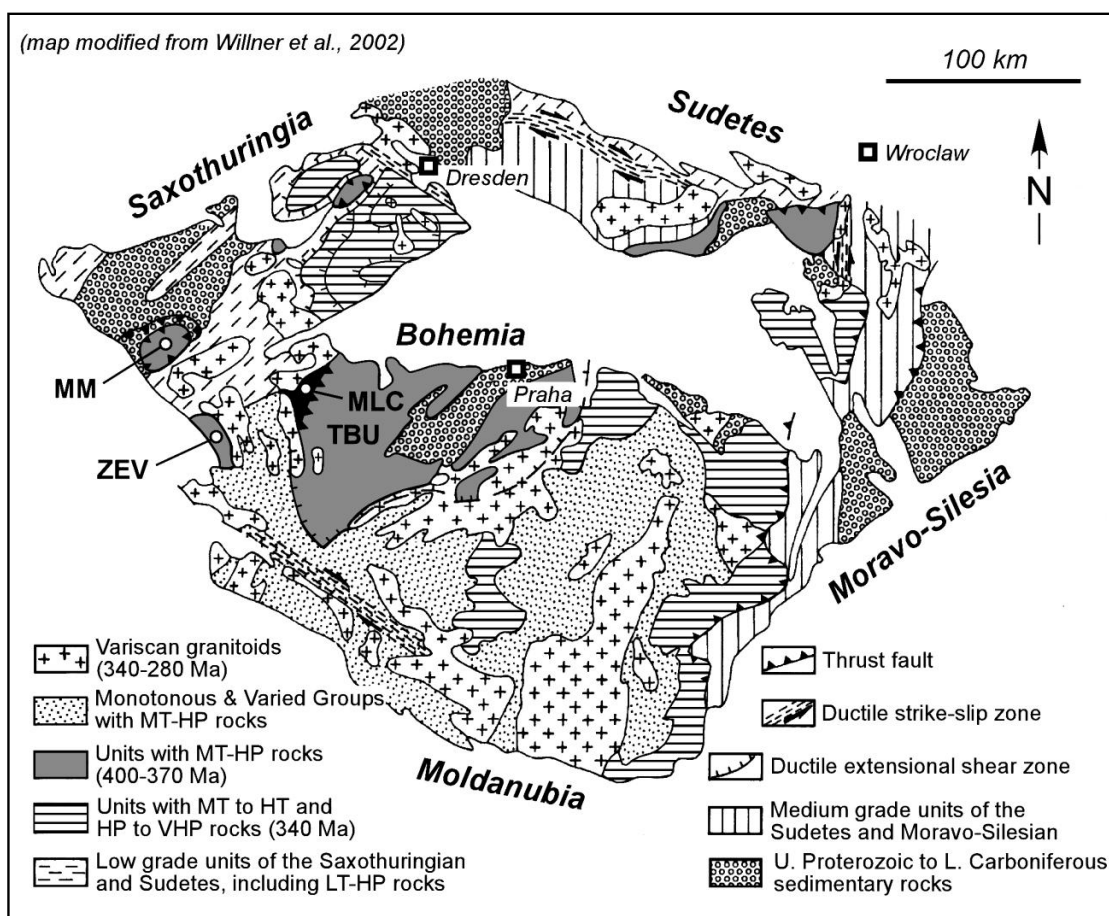 (map modified from Willner et al., 2002)
100 km
Sudetes
Saxothuringia
Wroclaw
Dresden
N
Bohemia
MM
Praha
MLC
TBU
ZEV
Moravo-Silesia
Moldanubia
Variscan granitoids
(340-280 Ma)
Monotonous & Varied Groups
with MT-HP rocks
Units with MT-HP rocks
(400-370 Ma)
Units with MT to HT and
HP to VHP rocks (340 Ma)
Low grade units of the Saxothuringian
and Sudetes, including LT-HP rocks
Thrust fault
Ductile strike-slip zone
Ductile extensional shear zone
Medium grade units of the
Sudetes and Moravo-Silesian
U. Proterozoic to L. Carboniferous
sedimentary rocks